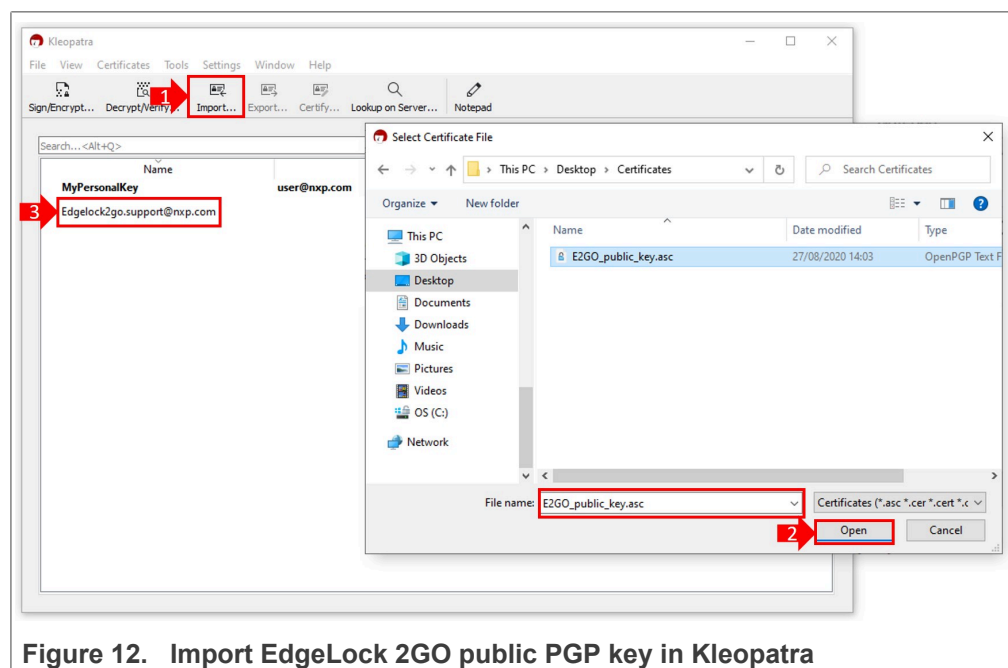 Kleopatra
File View Certificates Tools Settings Window Help
1
Sign/Encrypt... Decrypt/Verify... Import... Export... Certify... Lookup on Server... Notepad
Search...<Alt+Q>
Name
MyPersonalKey user@nxp.com
3
Edgelock2go.support@nxp.com
Select Certificate File
This PC > Desktop > Certificates
Search Certificates
Organize New folder
Name Date modified Type
E2GO_public_key.asc 27/08/2020 14:03 OpenPGP Text F
This PC
3D Objects
Desktop
Documents
Downloads
Music
Pictures
Videos
OS (C:)
Network
File name: E2GO_public_key.asc Certificates (*.asc *.cer *.cert *.c
2
Open Cancel
Figure 12. Import EdgeLock 2GO public PGP key in Kleopatra